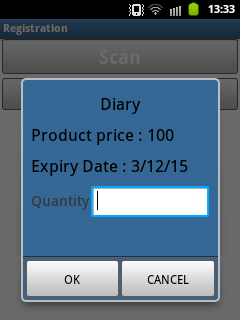 13:33
Registration
Scan
Diary
Product price : 100
Expiry Date : 3/12/15
Quantity
OK CANCEL